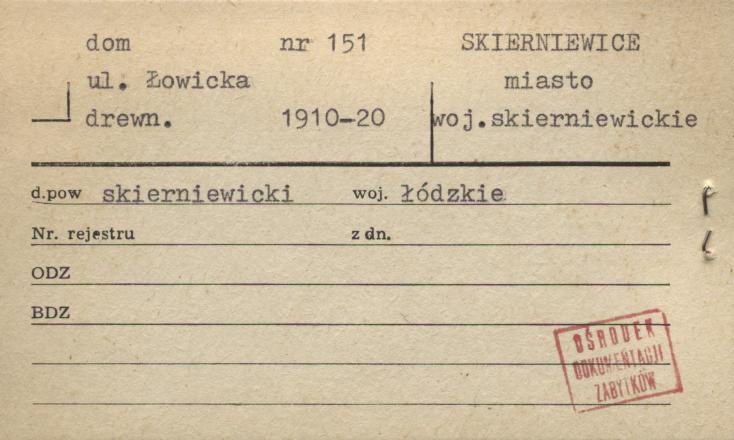 dom nr 151 SKIERNIEWICE
ul. Łowicka miasto
drewn. 1910-20 woj.skierniewickie
d.pow skierniewicki woj. łódzkie
Nr. rejestru z dn.
ODZ
BDZ
OŚRODEK
DOKUMENTACJI
ZABYTKÓW